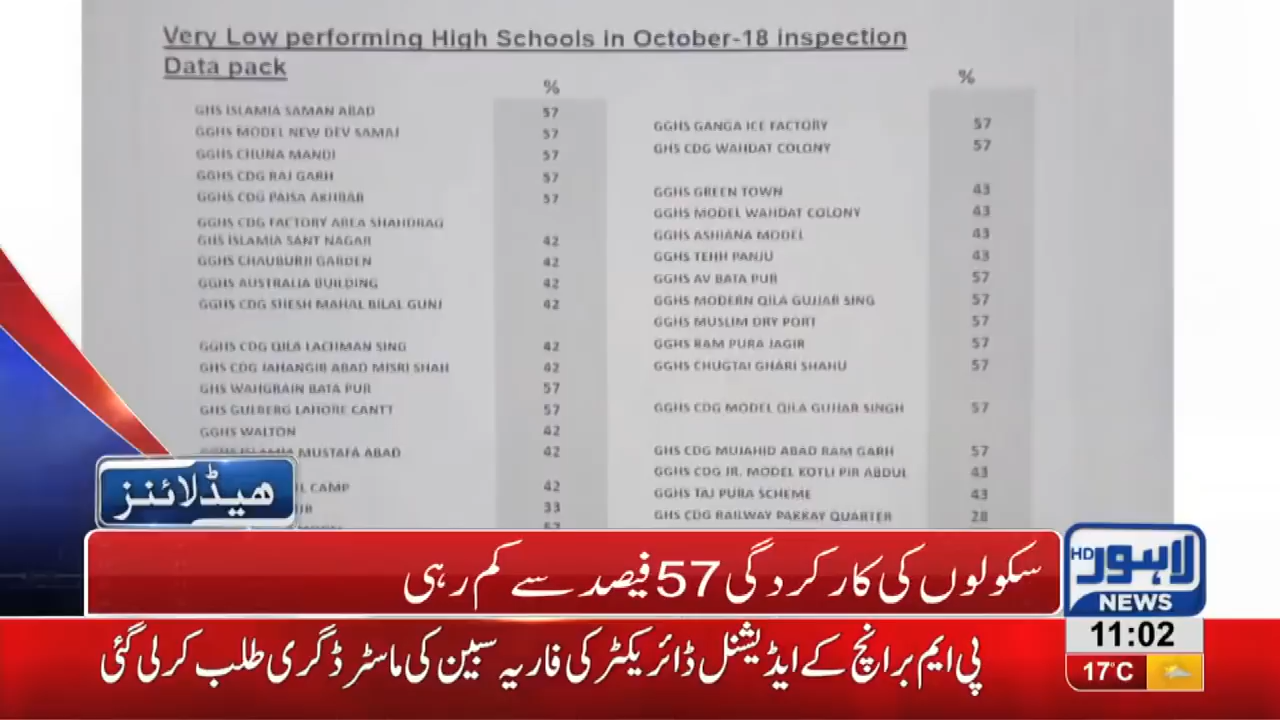 Very Low performing High Schools in October-18 inspection
Data pack
%
GHS ISLAMIA SAMAN ABAD 57
GGHS MODEL NEW DEV SAMAJ 57
GGHS CHUNA MANDI 57
GGHS CDG RAJ GARH 57
GGHS CDG PAISA AKHBAR 57
GGHS CDG FACTORY AREA SHAHDRAG
GHS ISLAMIA SANT NAGAR 42
GGHS CHAUBURJI GARDEN 42
GGHS AUSTRALIA BUILDING 42
GGHS CDG SHESH MAHAL BILAL GUNJ 42
GGHS CDG QILA LACHMAN SING 42
GGHS CDG JAHANGIR ABAD MISRI SHAH 42
GHS WAHGRAIN BATA PUR 57
GHS GULBERG LAHORE CANTT 57
GGHS WALTON 42
MUSTAFA ABAD 42
CAMP 42
33
%
GGHS GANGA ICE FACTORY 57
GHS CDG WAHDAT COLONY 57
GGHS GREEN TOWN 43
GGHS MODEL WAHDAT COLONY 43
GGHS ASHIANA MODEL 43
GGHS TEHH PANJU 43
GGHS AV BATA PUR 57
GGHS MODERN QILA GUJJAR SING 57
GGHS MUSLIM DRY PORT 57
GGHS RAM PURA JAGIR 57
GGHS CHUGTAI GHARI SHAHU 57
GGHS CDG MODEL QILA GUJJAR SINGH 57
GHS CDG MUJAHID ABAD RAM GARH 57
GGHS CDG JR. MODEL KOTLI PIR ABDUL 43
GGHS TAJ PURA SCHEME 43
GHS CDG RAILWAY PAKKAY QUARTER 28
ھیڈلائنز
سکولوں کی کارکردگی 57 فیصد سے کم رہی
HD لاہور
NEWS
11:02
پی ایم برانچ کے ایڈیشنل ڈائریکٹر کی فاریہ سبین کی ماسٹر ڈگری طلب کر لی گئی
17°C